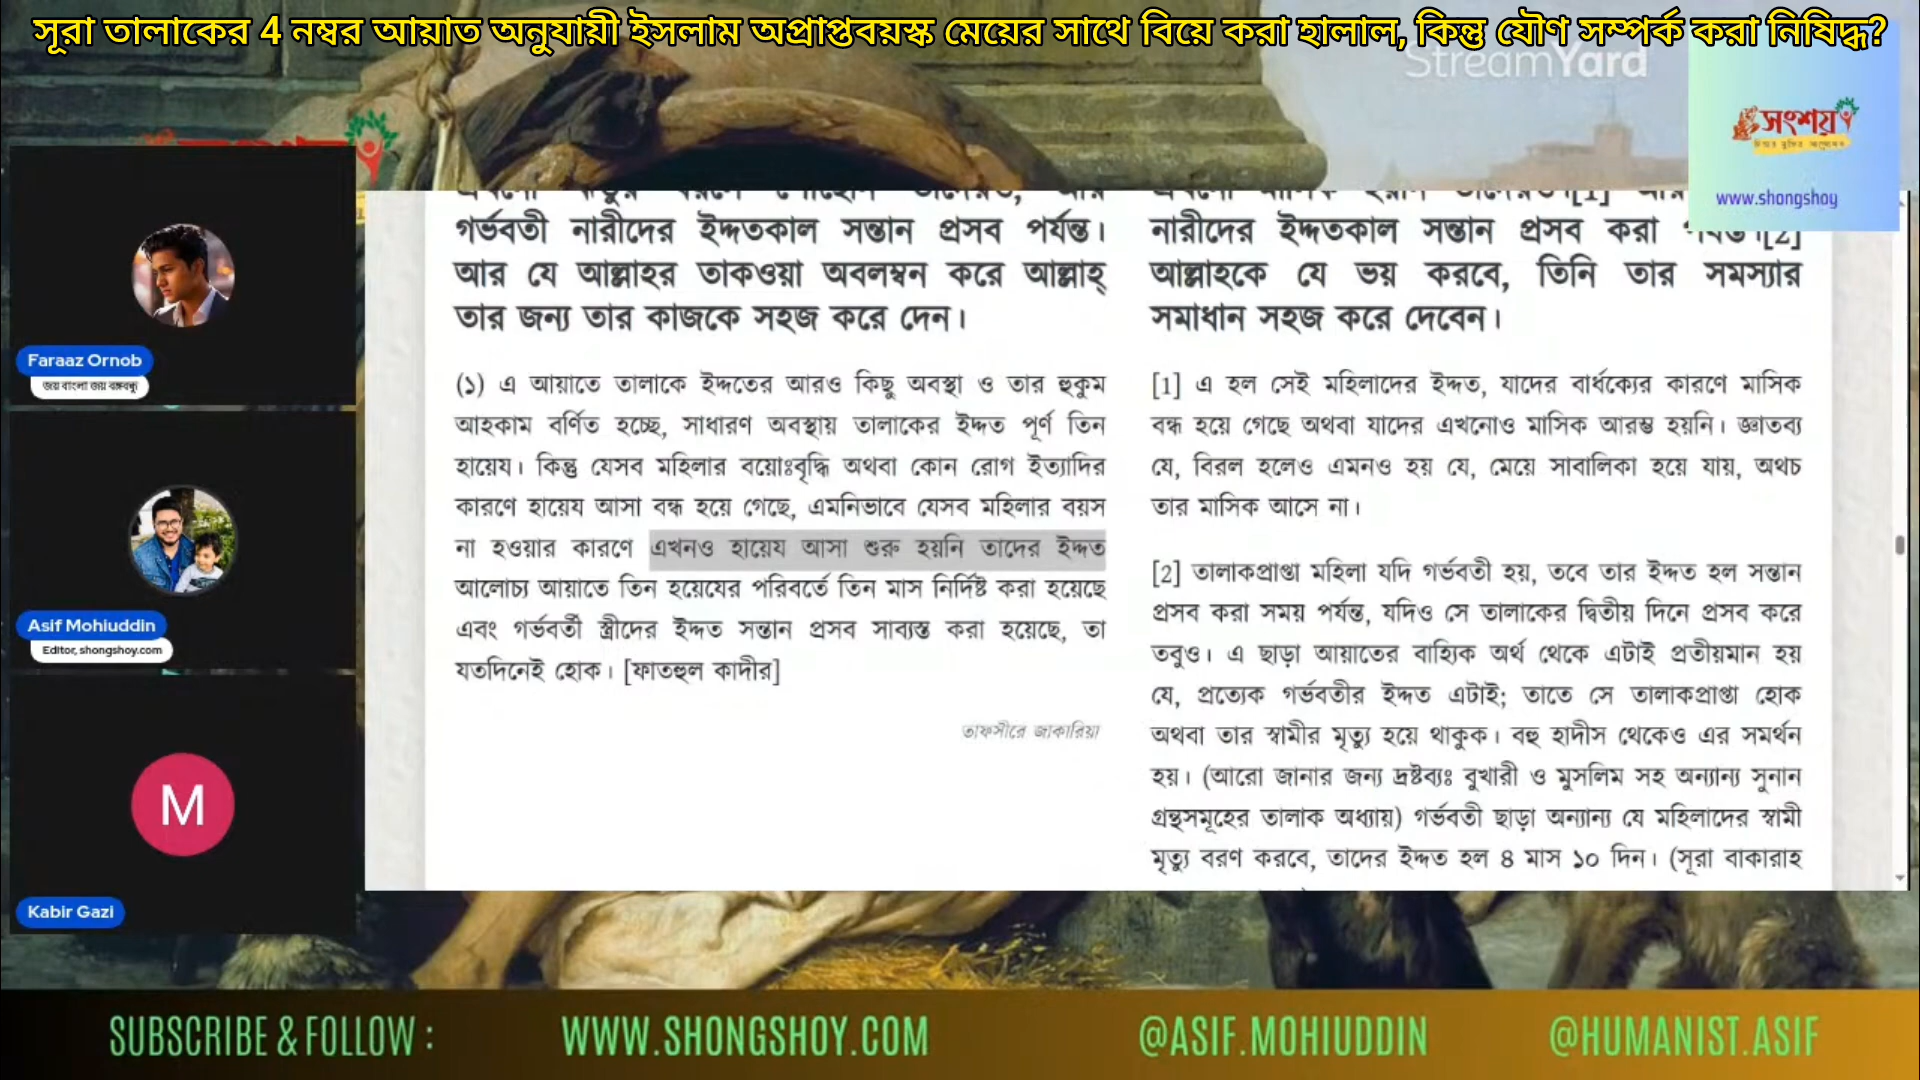 সূরা তালাকের 4 নম্বর আয়াত অনুযায়ী ইসলাম অপ্রাপ্তবয়স্ক মেয়ের সাথে বিয়ে করা হালাল, কিন্তু যৌণ সম্পর্ক করা নিষিদ্ধ?
StreamYard
সংশয়
www.shongshoy
Faraaz Ornob
জয় বাংলা জয় বঙ্গবন্ধু
Asif Mohiuddin
Editor, shongshoy.com
M
Kabir Gazi
গর্ভবতী নারীদের ইদ্দতকাল সন্তান প্রসব পর্যন্ত।
আর যে আল্লাহর তাকওয়া অবলম্বন করে আল্লাহ্
তার জন্য তার কাজকে সহজ করে দেন।
(১) এ আয়াতে তালাকে ইদ্দতের আরও কিছু অবস্থা ও তার হুকুম
আহকাম বর্ণিত হচ্ছে, সাধারণ অবস্থায় তালাকের ইদ্দত পূর্ণ তিন
হায়েয। কিন্তু যেসব মহিলার বয়োঃবৃদ্ধি অথবা কোন রোগ ইত্যাদির
কারণে হায়েয আসা বন্ধ হয়ে গেছে, এমনিভাবে যেসব মহিলার বয়স
না হওয়ার কারণে এখনও হায়েয আসা শুরু হয়নি তাদের ইদ্দত
আলোচ্য আয়াতে তিন হয়েযের পরিবর্তে তিন মাস নির্দিষ্ট করা হয়েছে
এবং গর্ভবর্তী স্ত্রীদের ইদ্দত সন্তান প্রসব সাব্যস্ত করা হয়েছে, তা
যতদিনেই হোক। [ফাতহুল কাদীর]
তাফসীরে জাকারিয়া
নারীদের ইদ্দতকাল সন্তান প্রসব করা [2]
আল্লাহকে যে ভয় করবে, তিনি তার সমস্যার
সমাধান সহজ করে দেবেন।
[1] এ হল সেই মহিলাদের ইদ্দত, যাদের বার্ধক্যের কারণে মাসিক
বন্ধ হয়ে গেছে অথবা যাদের এখনোও মাসিক আরম্ভ হয়নি। জ্ঞাতব্য
যে, বিরল হলেও এমনও হয় যে, মেয়ে সাবালিকা হয়ে যায়, অথচ
তার মাসিক আসে না।
[2] তালাকপ্রাপ্তা মহিলা যদি গর্ভবতী হয়, তবে তার ইদ্দত হল সন্তান
প্রসব করা সময় পর্যন্ত, যদিও সে তালাকের দ্বিতীয় দিনে প্রসব করে
তবুও। এ ছাড়া আয়াতের বাহ্যিক অর্থ থেকে এটাই প্রতীয়মান হয়
যে, প্রত্যেক গর্ভবতীর ইদ্দত এটাই; তাতে সে তালাকপ্রাপ্তা হোক
অথবা তার স্বামীর মৃত্যু হয়ে থাকুক। বহু হাদীস থেকেও এর সমর্থন
হয়। (আরো জানার জন্য দ্রষ্টব্যঃ বুখারী ও মুসলিম সহ অন্যান্য সুনান
গ্রন্থসমূহের তালাক অধ্যায়) গর্ভবতী ছাড়া অন্যান্য যে মহিলাদের স্বামী
মৃত্যু বরণ করবে, তাদের ইদ্দত হল ৪ মাস ১০ দিন। (সূরা বাকারাহ
SUBSCRIBE & FOLLOW :
WWW.SHONGSHOY.COM
@ASIF.MOHIUDDIN
@HUMANIST.ASIF